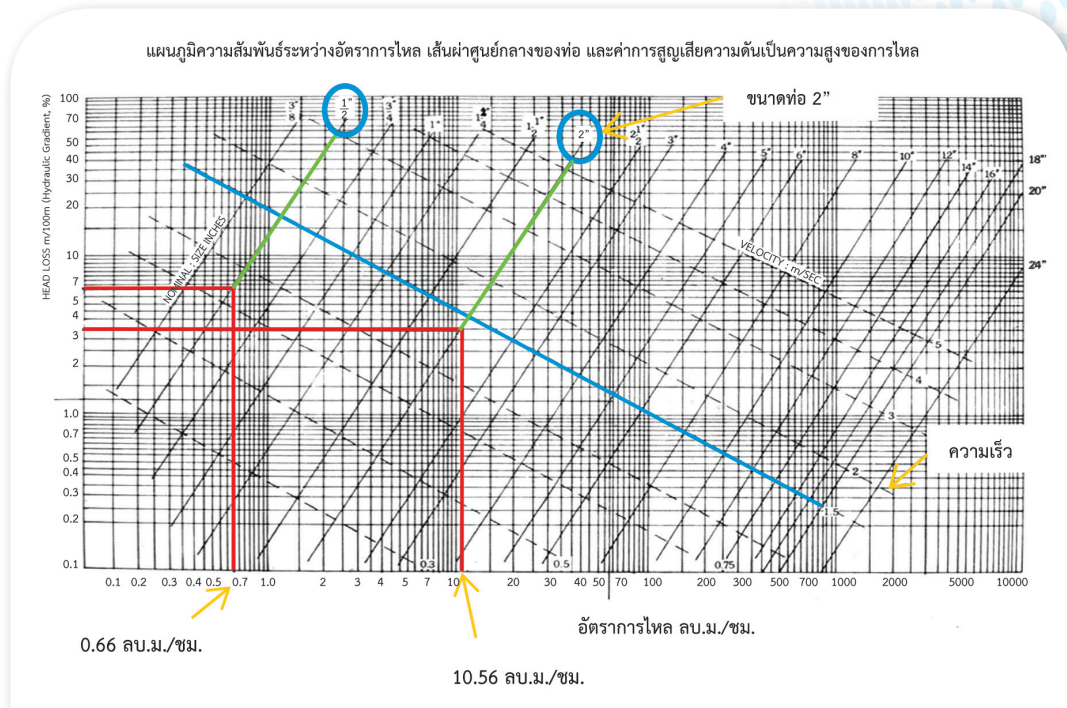 แผนภูมิความสัมพันธ์ระหว่างอัตราการไหล เส้นผ่าศูนย์กลางของท่อ และค่าการสูญเสียความดันเป็นความสูงของการไหล
ขนาดท่อ 2”
HEAD LOSS m/100m (Hydraulic Gradient, %)
100
70
50
40
30
20
10
7
5
4
3
2
1.0
0.7
0.5
0.4
0.3
0.2
0.1
3/8" 1/2" 3/4" 1" 1 1/4" 1 1/2" 2" 2 1/2" 3" 4" 5" 6" 8" 10" 12" 14" 16" 18" 20" 24"
NOMINAL : SIZE INCHES
VELOCITY : m/SEC
5
4
3
2
1.5
0.3 0.5 0.75
ความเร็ว
0.1 0.2 0.3 0.4 0.5 0.7 1.0 2 3 4 5 7 10 20 30 40 50 70 100 200 300 500 700 1000 2000 5000 10000
อัตราการไหล ลบ.ม./ชม.
0.66 ลบ.ม./ชม.
10.56 ลบ.ม./ชม.